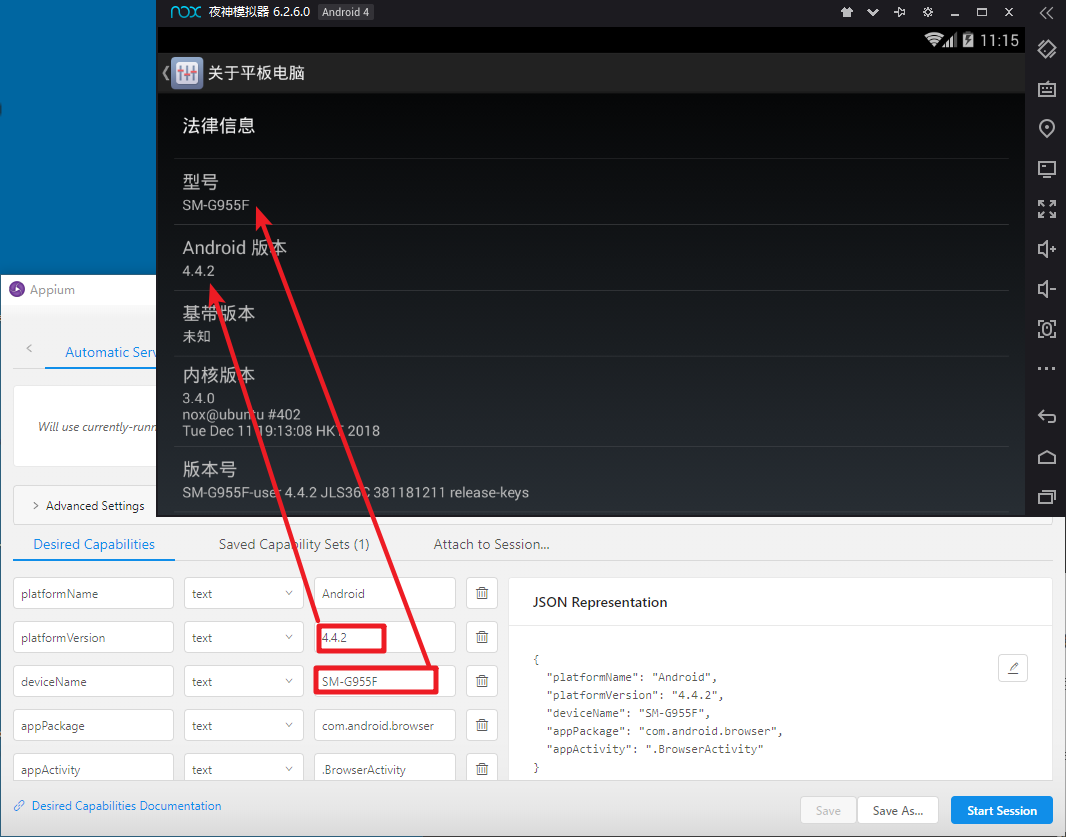 nox 夜神模拟器 6.2.6.0 Android 4
11:15
关于平板电脑
法律信息
型号
SM-G955F
Android 版本
4.4.2
基带版本
未知
内核版本
3.4.0
nox@ubuntu #402
Tue Dec 11 19:13:08 HKT 2018
版本号
SM-G955F-user 4.4.2 JLS36C 381181211 release-keys
Appium
Automatic Serv
Will use currently-runn
Advanced Settings
Desired Capabilities Saved Capability Sets (1) Attach to Session...
platformName text Android
platformVersion text 4.4.2
deviceName text SM-G955F
appPackage text com.android.browser
appActivity text .BrowserActivity
JSON Representation
{
"platformName": "Android",
"platformVersion": "4.4.2",
"deviceName": "SM-G955F",
"appPackage": "com.android.browser",
"appActivity": ".BrowserActivity"
}
Desired Capabilities Documentation
Save Save As... Start Session